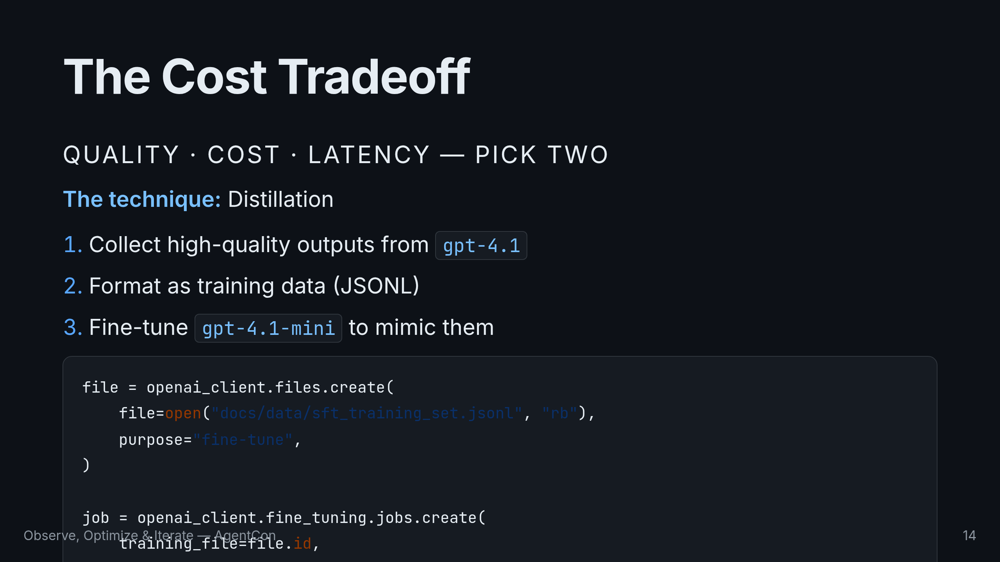 The Cost Tradeoff
QUALITY · COST · LATENCY — PICK TWO
The technique: Distillation
1. Collect high-quality outputs from gpt-4.1
2. Format as training data (JSONL)
3. Fine-tune gpt-4.1-mini to mimic them
file = openai_client.files.create(
    file=open("docs/data/sft_training_set.jsonl", "rb"),
    purpose="fine-tune",
)
job = openai_client.fine_tuning.jobs.create(
    training_file=file.id,
Observe, Optimize & Iterate — AgentCon
14